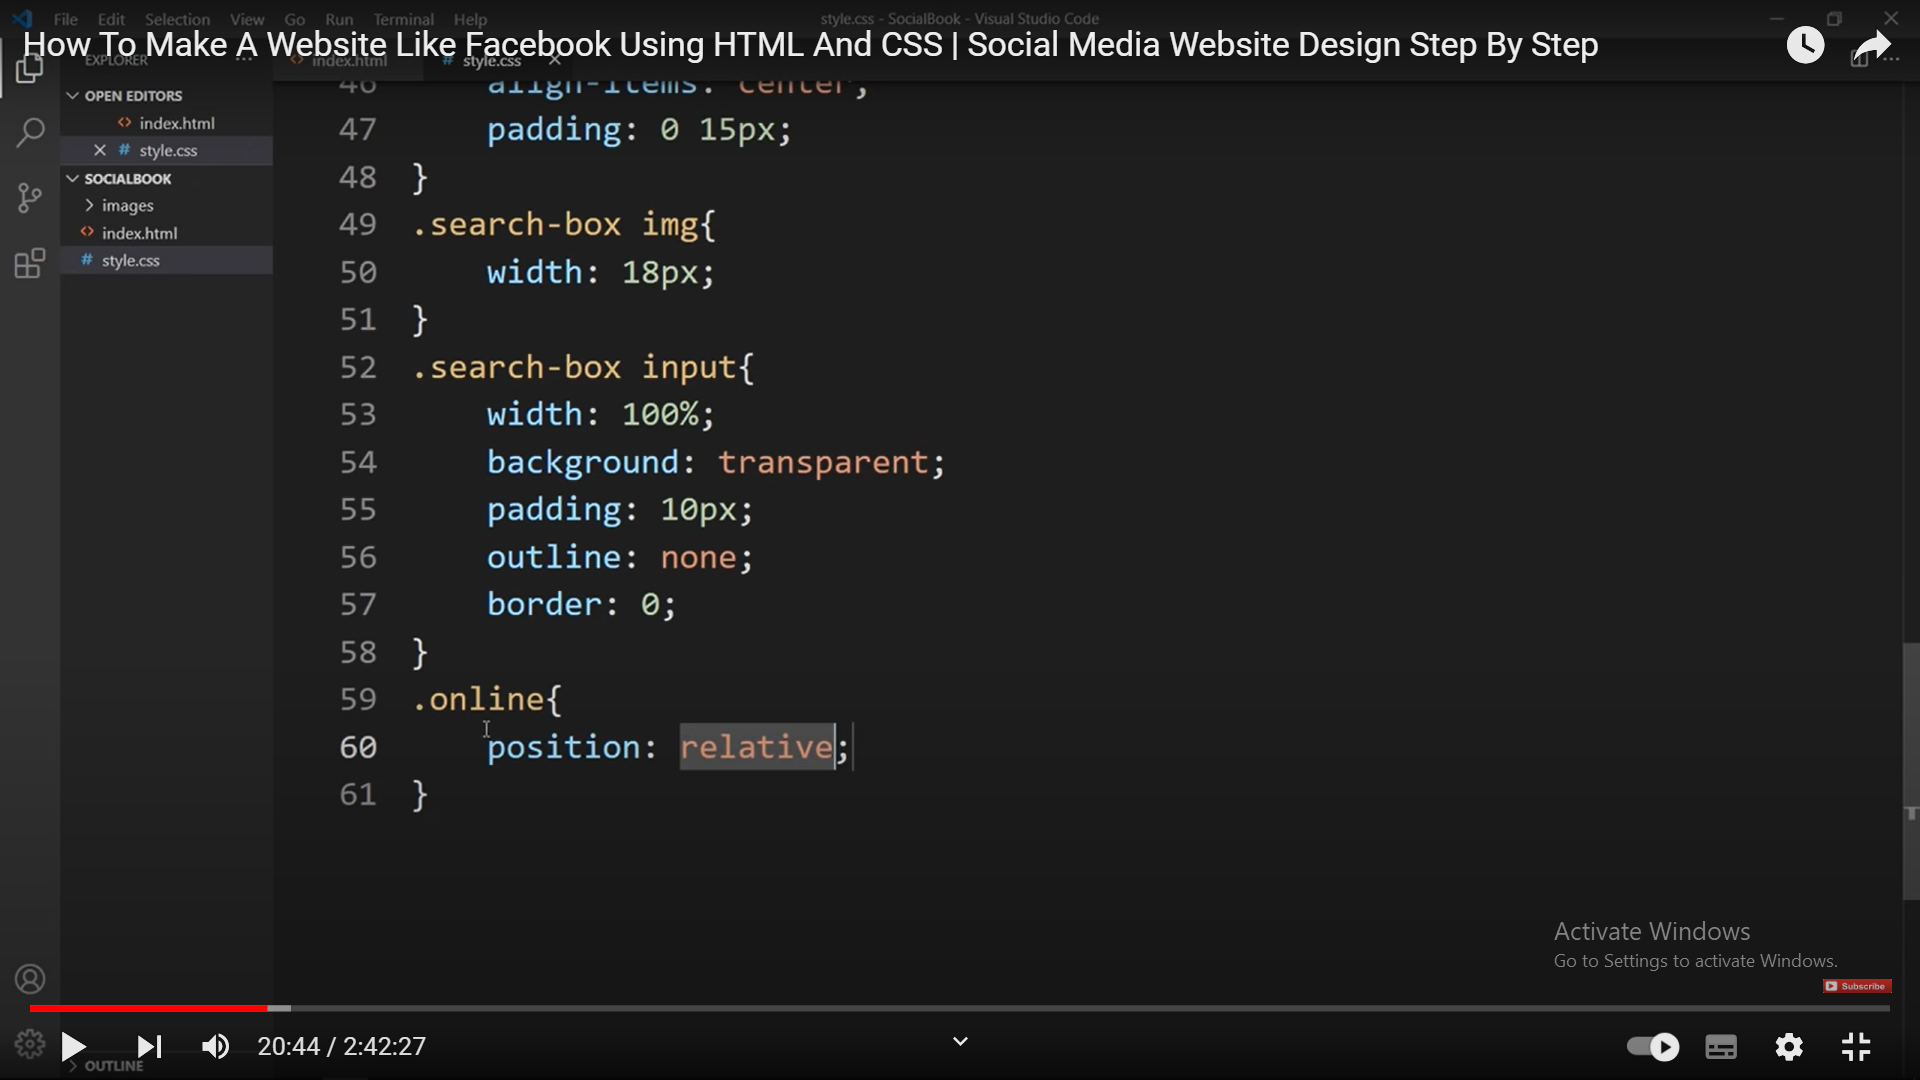 File Edit Selection View Go Run Terminal Help
style.css - SocialBook - Visual Studio Code
How To Make A Website Like Facebook Using HTML And CSS | Social Media Website Design Step By Step
EXPLORER
index.html
# style.css
OPEN EDITORS
<> index.html
# style.css
SOCIALBOOK
images
<> index.html
# style.css
46 align-items: center;
47 padding: 0 15px;
48 }
49 .search-box img{
50 width: 18px;
51 }
52 .search-box input{
53 width: 100%;
54 background: transparent;
55 padding: 10px;
56 outline: none;
57 border: 0;
58 }
59 .online{
60 position: relative;
61 }
Activate Windows
Go to Settings to activate Windows.
Subscribe
20:44 / 2:42:27
OUTLINE